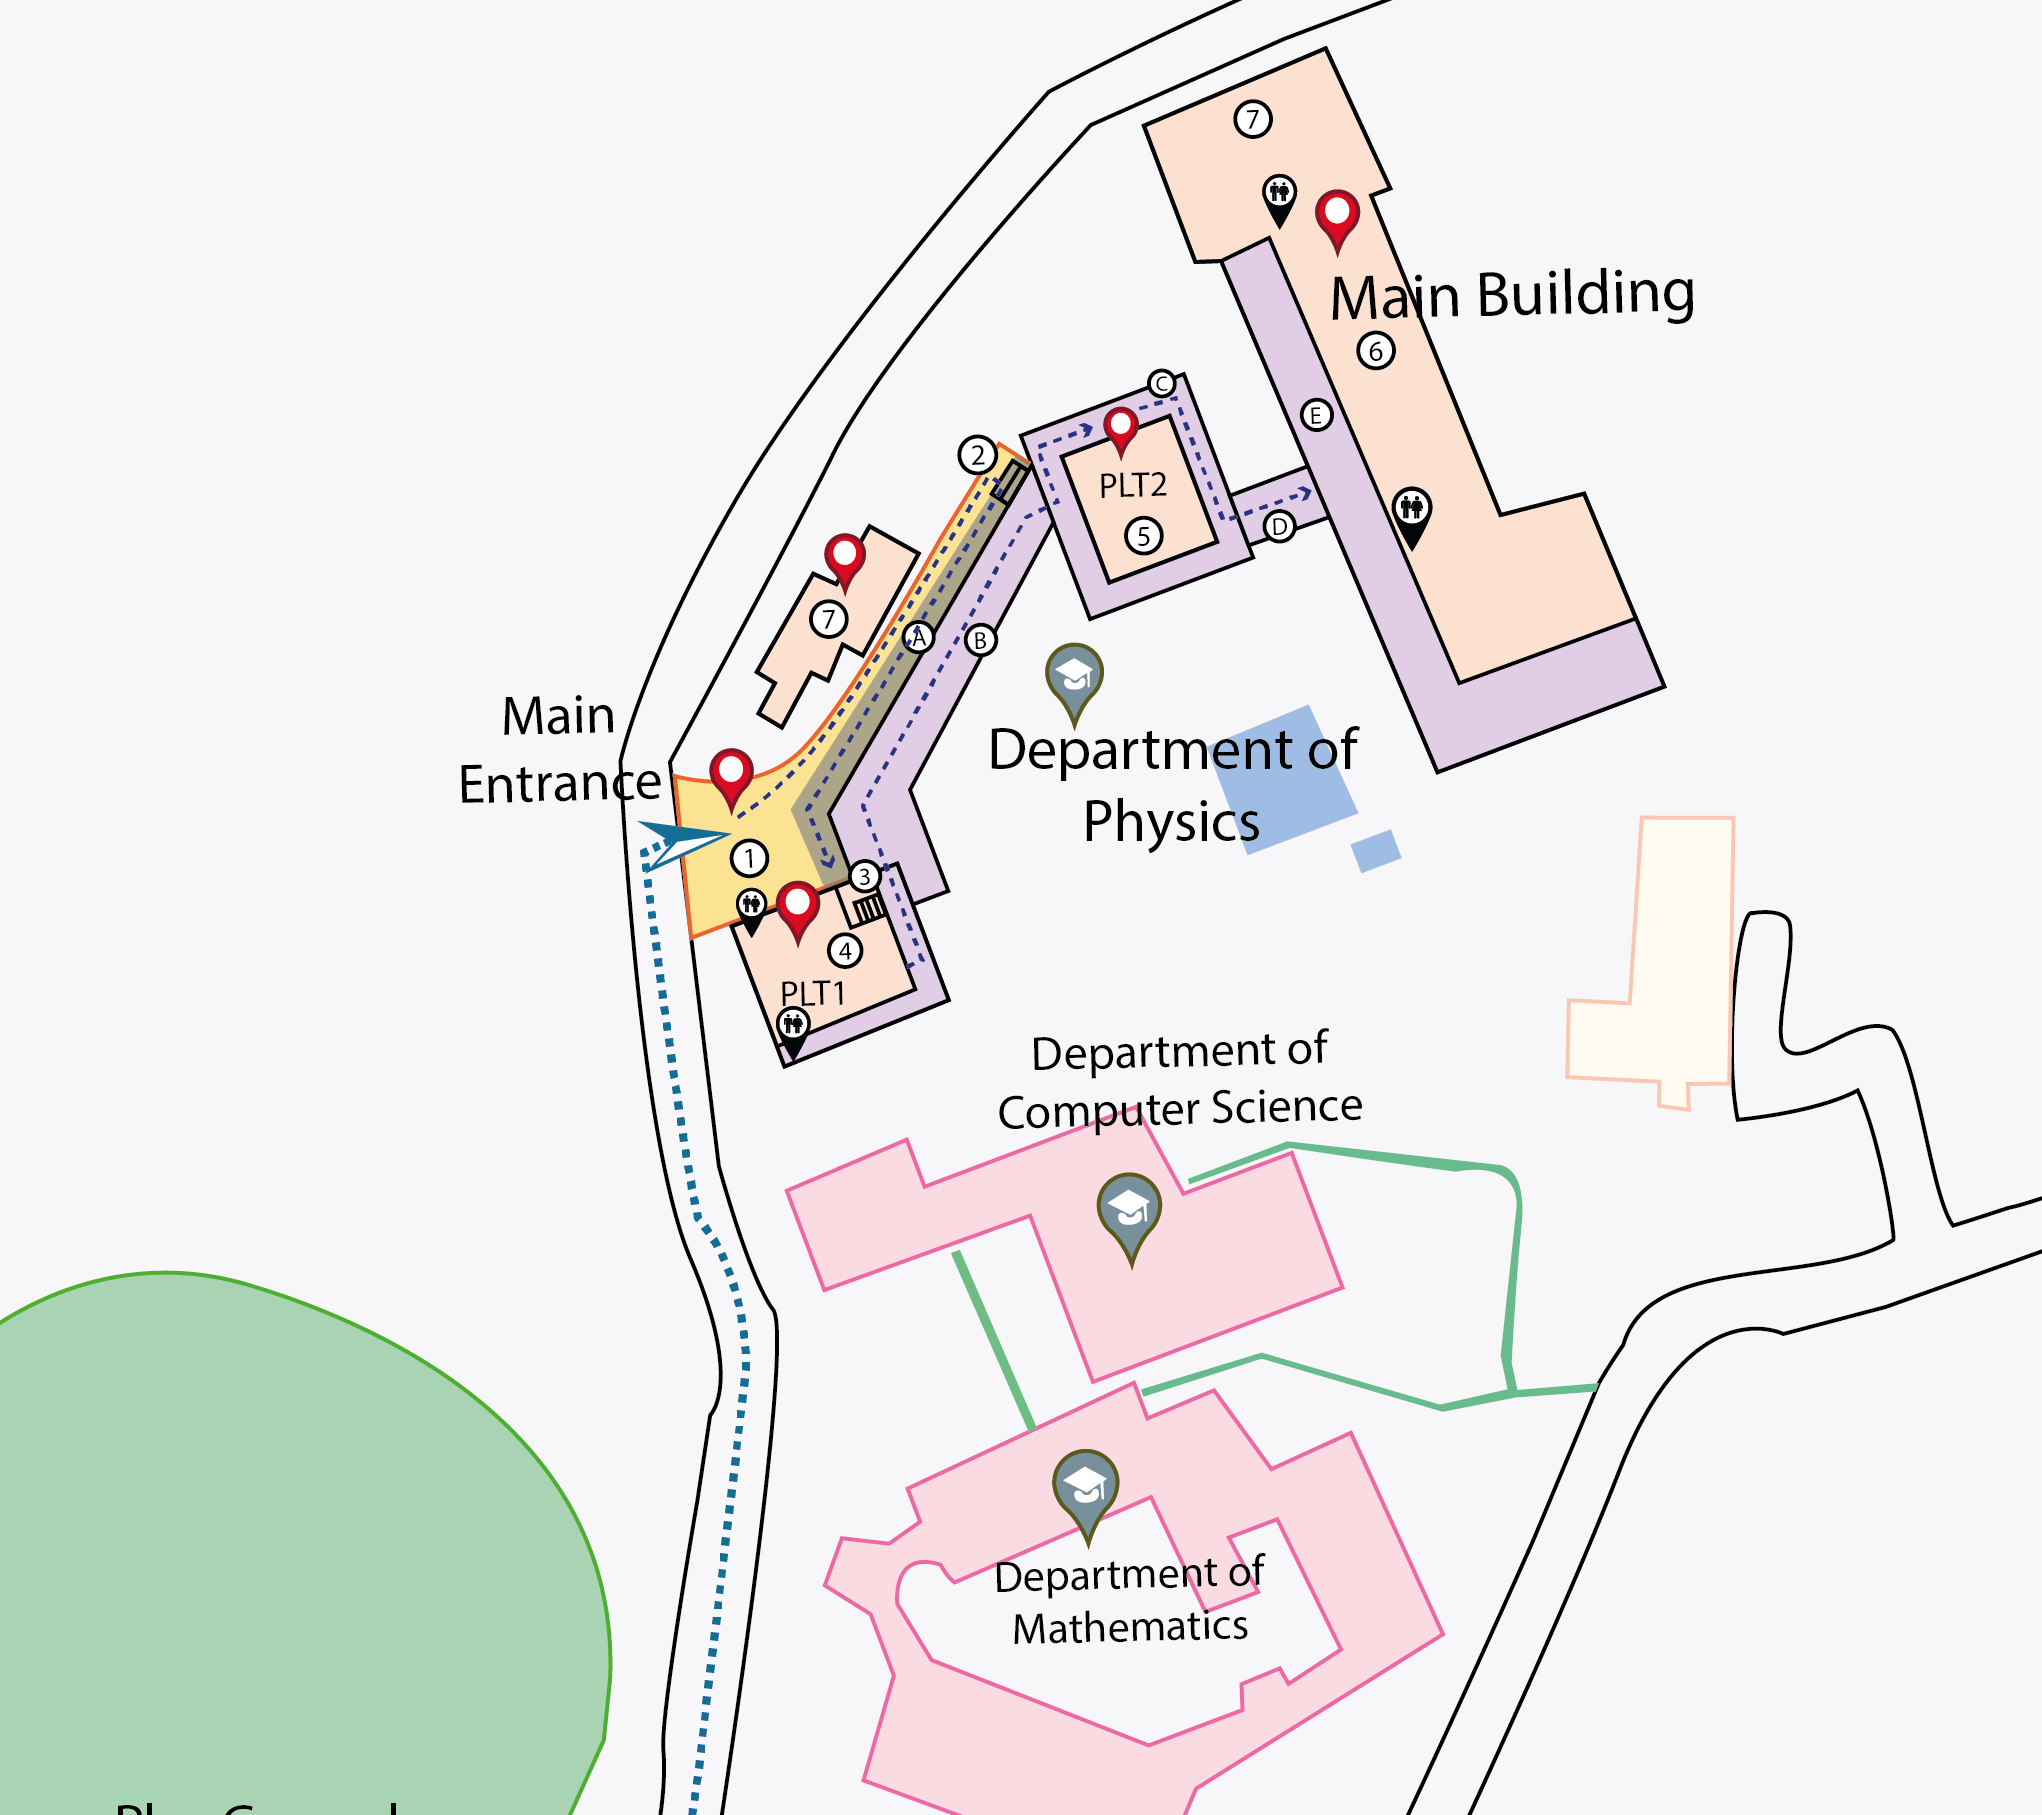 7
Main Building
6
C
E
2
PLT2
5
D
7
A
B
Main
Entrance
Department of
Physics
1
3
4
PLT1
Department of
Computer Science
Department of
Mathematics